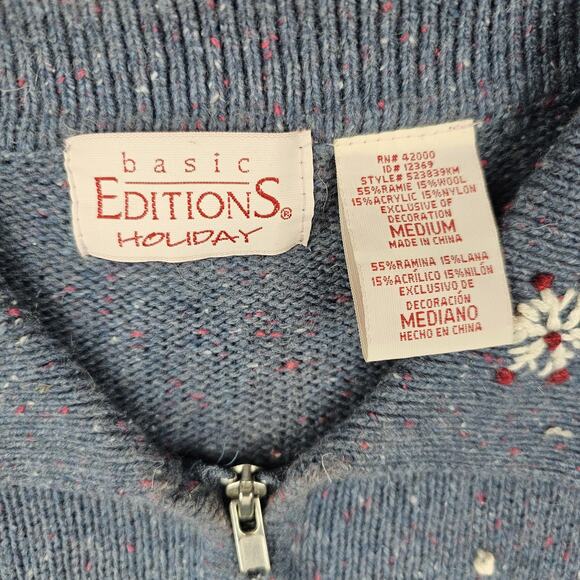 basic
EDITIONS®
HOLIDAY
RN# 42000
ID# 12369
STYLE# 523839KM
55%RAMIE 15%WOOL
15%ACRYLIC 15%NYLON
EXCLUSIVE OF
DECORATION
MEDIUM
MADE IN CHINA
55%RAMINA 15%LANA
15%ACRÍLICO 15%NILÓN
EXCLUSIVO DE
DECORACIÓN
MEDIANO
HECHO EN CHINA